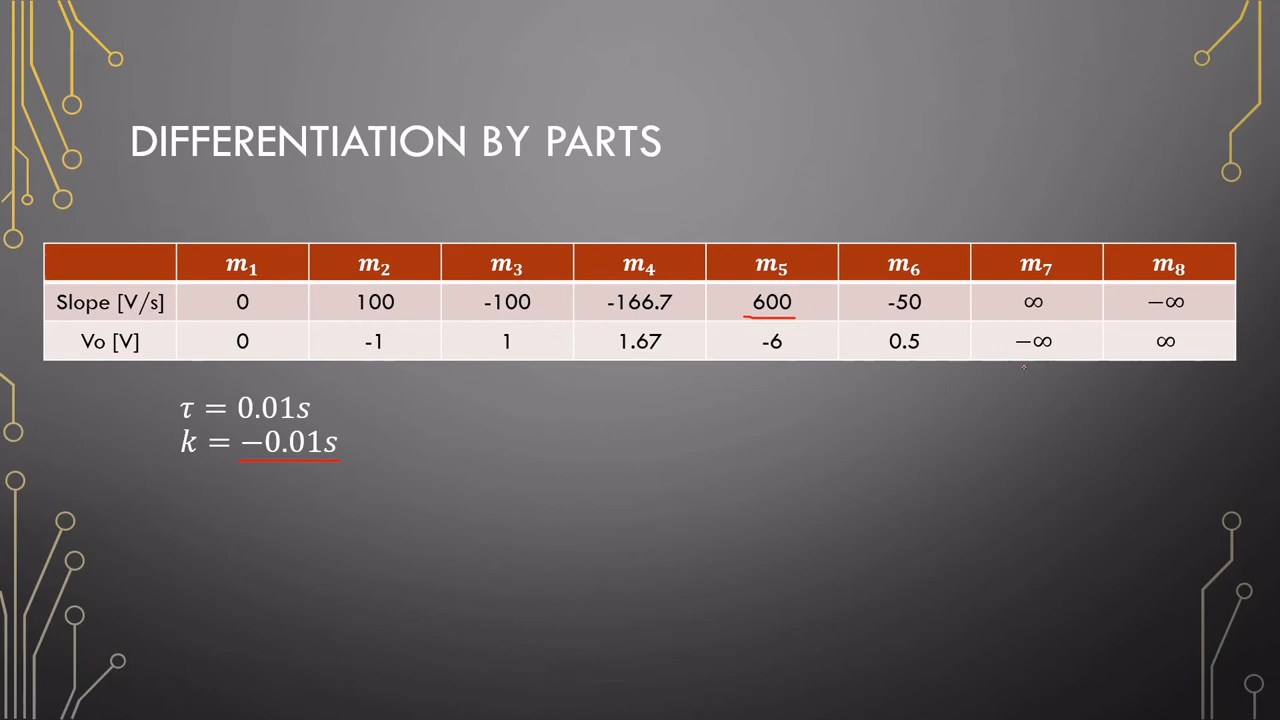 DIFFERENTIATION BY PARTS
m₁ m₂ m₃ m₄ m₅ m₆ m₇ m₈
Slope [V/s] 0 100 -100 -166.7 600 -50 ∞ −∞
Vo [V] 0 -1 1 1.67 -6 0.5 −∞ ∞
τ = 0.01s
k = −0.01s